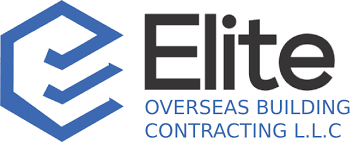 Elite
OVERSEAS BUILDING
CONTRACTING L.L.C